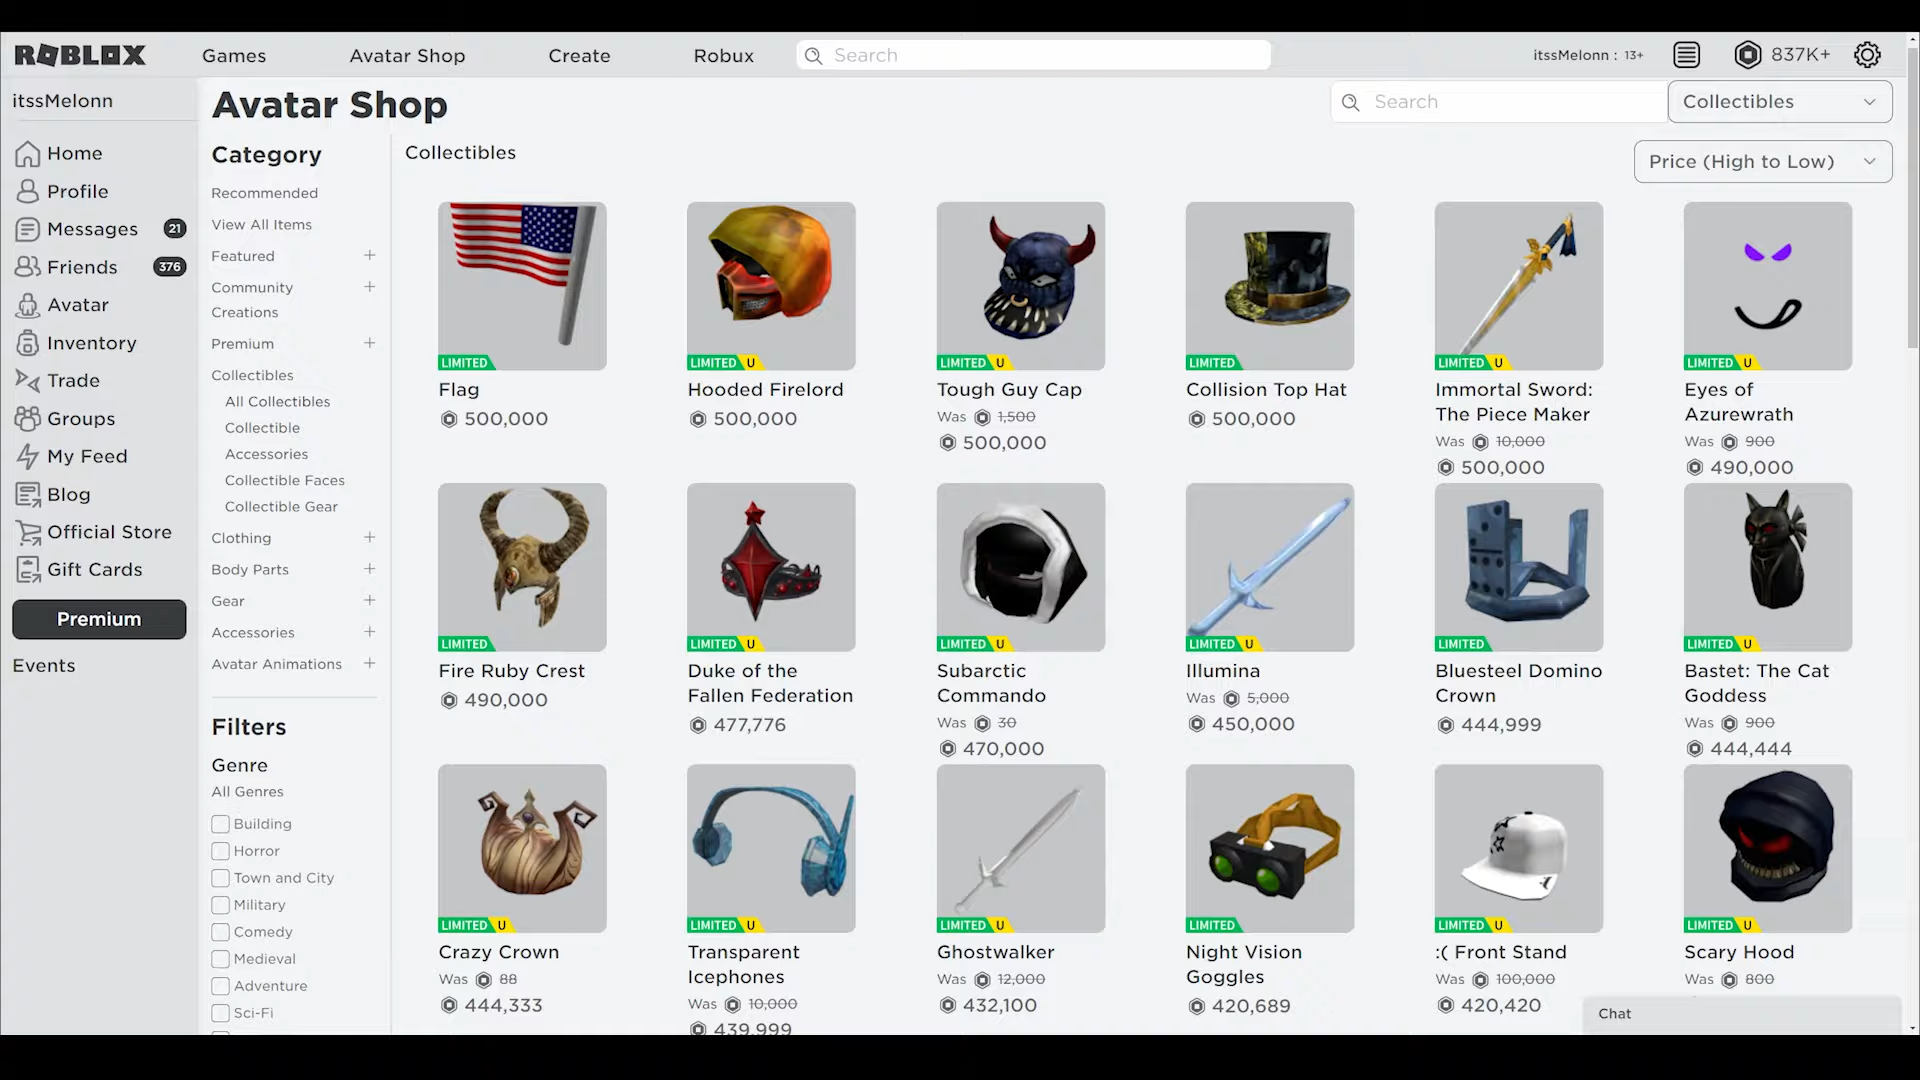 ROBLOX
Games
Avatar Shop
Create
Robux
Search
itssMelonn : 13+
837K+
itssMelonn
Home
Profile
Messages 21
Friends 376
Avatar
Inventory
Trade
Groups
My Feed
Blog
Official Store
Gift Cards
Premium
Events
Avatar Shop
Search
Collectibles
Category
Recommended
View All Items
Featured +
Community +
Creations
Premium +
Collectibles
All Collectibles
Collectible
Accessories
Collectible Faces
Collectible Gear
Clothing +
Body Parts +
Gear +
Accessories +
Avatar Animations +
Filters
Genre
All Genres
Building
Horror
Town and City
Military
Comedy
Medieval
Adventure
Sci-Fi
Collectibles
Price (High to Low)
LIMITED
Flag
500,000
LIMITED U
Hooded Firelord
500,000
LIMITED U
Tough Guy Cap
Was 1,500
500,000
LIMITED
Collision Top Hat
500,000
LIMITED U
Immortal Sword:
The Piece Maker
Was 10,000
500,000
LIMITED U
Eyes of
Azurewrath
Was 900
490,000
LIMITED
Fire Ruby Crest
490,000
LIMITED U
Duke of the
Fallen Federation
477,776
LIMITED U
Subarctic
Commando
Was 30
470,000
LIMITED U
Illumina
Was 5,000
450,000
LIMITED
Bluesteel Domino
Crown
444,999
LIMITED U
Bastet: The Cat
Goddess
Was 900
444,444
LIMITED U
Crazy Crown
Was 88
444,333
LIMITED U
Transparent
Icephones
Was 10,000
439,999
LIMITED U
Ghostwalker
Was 12,000
432,100
LIMITED
Night Vision
Goggles
420,689
LIMITED U
:( Front Stand
Was 100,000
420,420
LIMITED U
Scary Hood
Was 800
Chat